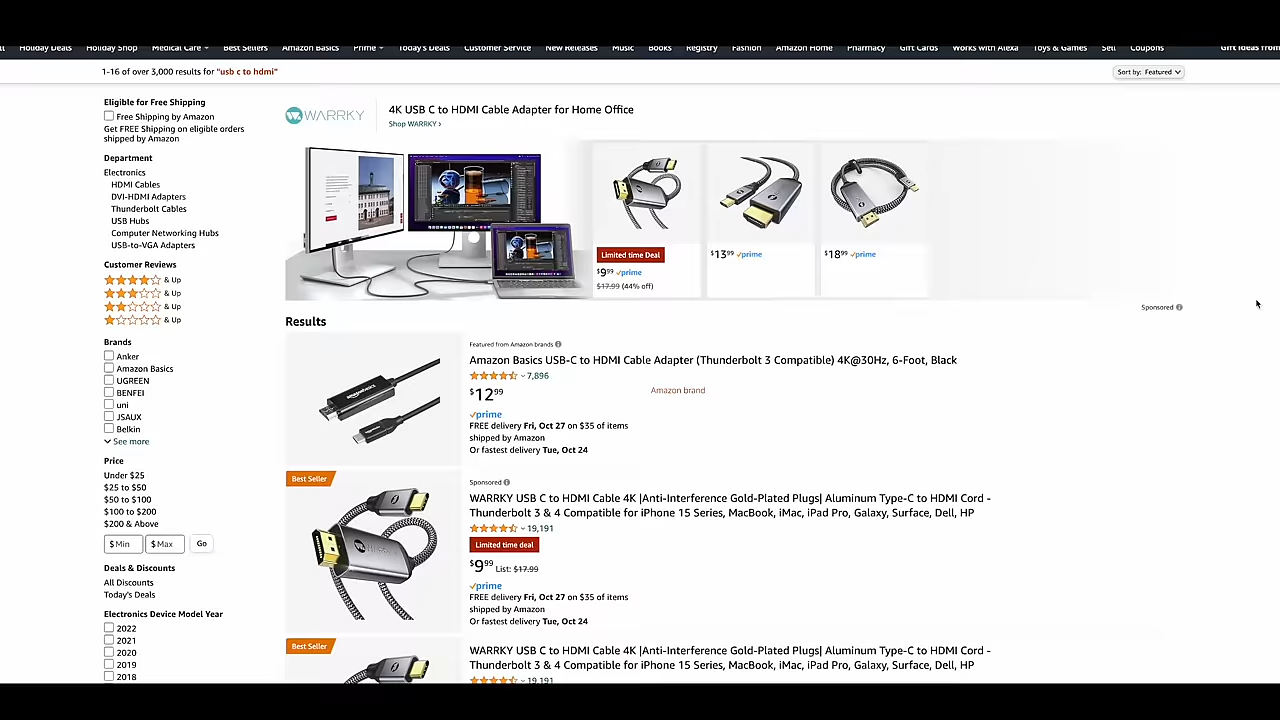 Holiday Deals Holiday Shop Medical Care Best Sellers Amazon Basics Prime Today's Deals Customer Service New Releases Music Books Registry Fashion Amazon Home Pharmacy Gift Cards Works with Alexa Toys & Games Sell Coupons Gift Ideas from
1-16 of over 3,000 results for "usb c to hdmi"
Sort by: Featured
Eligible for Free Shipping
Free Shipping by Amazon
Get FREE Shipping on eligible orders
shipped by Amazon
Department
Electronics
HDMI Cables
DVI-HDMI Adapters
Thunderbolt Cables
USB Hubs
Computer Networking Hubs
USB-to-VGA Adapters
Customer Reviews
& Up
& Up
& Up
& Up
Brands
Anker
Amazon Basics
UGREEN
BENFEI
uni
JSAUX
Belkin
See more
Price
Under $25
$25 to $50
$50 to $100
$100 to $200
$200 & Above
$ Min $ Max Go
Deals & Discounts
All Discounts
Today's Deals
Electronics Device Model Year
2022
2021
2020
2019
2018
WARRKY
4K USB C to HDMI Cable Adapter for Home Office
Shop WARRKY ›
Limited time Deal
$9.99 prime
$17.99 (44% off)
$13.99 prime
$18.99 prime
Sponsored
Results
Featured from Amazon brands
Amazon Basics USB-C to HDMI Cable Adapter (Thunderbolt 3 Compatible) 4K@30Hz, 6-Foot, Black
7,896
$12.99
Amazon brand
prime
FREE delivery Fri, Oct 27 on $35 of items
shipped by Amazon
Or fastest delivery Tue, Oct 24
Best Seller
Sponsored
WARRKY USB C to HDMI Cable 4K |Anti-Interference Gold-Plated Plugs| Aluminum Type-C to HDMI Cord -
Thunderbolt 3 & 4 Compatible for iPhone 15 Series, MacBook, iMac, iPad Pro, Galaxy, Surface, Dell, HP
19,191
Limited time deal
$9.99 List: $17.99
prime
FREE delivery Fri, Oct 27 on $35 of items
shipped by Amazon
Or fastest delivery Tue, Oct 24
Best Seller
WARRKY USB C to HDMI Cable 4K |Anti-Interference Gold-Plated Plugs| Aluminum Type-C to HDMI Cord -
Thunderbolt 3 & 4 Compatible for iPhone 15 Series, MacBook, iMac, iPad Pro, Galaxy, Surface, Dell, HP
19,191